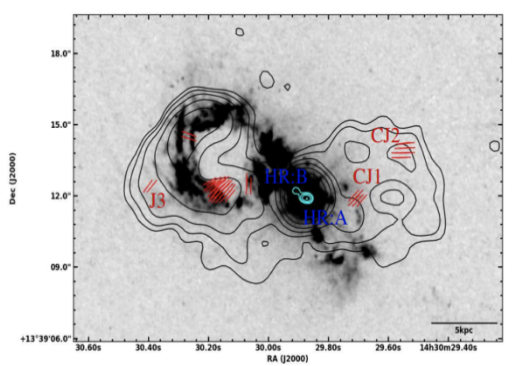 18.0"
15.0"
12.0"
09.0"
+13°39'06.0"
Dec (J2000)
CJ2
HR:B
CJ1
J3
HR:A
5kpc
30.60s 30.40s 30.20s 30.00s 29.80s 29.60s 14h30m29.40s
RA (J2000)